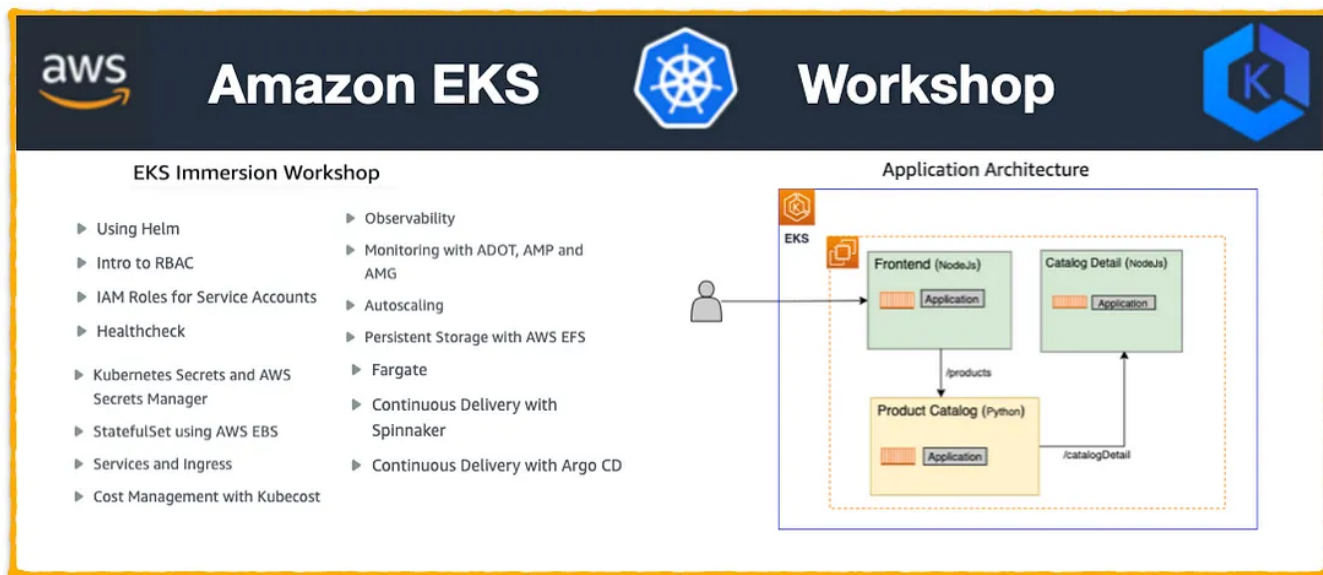 aws
Amazon EKS
Workshop
K
EKS Immersion Workshop
Using Helm
Intro to RBAC
IAM Roles for Service Accounts
Healthcheck
Kubernetes Secrets and AWS
Secrets Manager
StatefulSet using AWS EBS
Services and Ingress
Cost Management with Kubecost
Observability
Monitoring with ADOT, AMP and
AMG
Autoscaling
Persistent Storage with AWS EFS
Fargate
Continuous Delivery with
Spinnaker
Continuous Delivery with Argo CD
Application Architecture
K
EKS
Frontend (NodeJs)
Application
Catalog Detail (NodeJs)
Application
/products
Product Catalog (Python)
Application
/catalogDetail